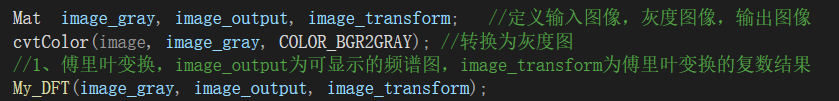 Mat  image_gray, image_output, image_transform;   //定义输入图像，灰度图像，输出图像
cvtColor(image, image_gray, COLOR_BGR2GRAY); //转换为灰度图
//1、傅里叶变换，image_output为可显示的频谱图，image_transform为傅里叶变换的复数结果
My_DFT(image_gray, image_output, image_transform);